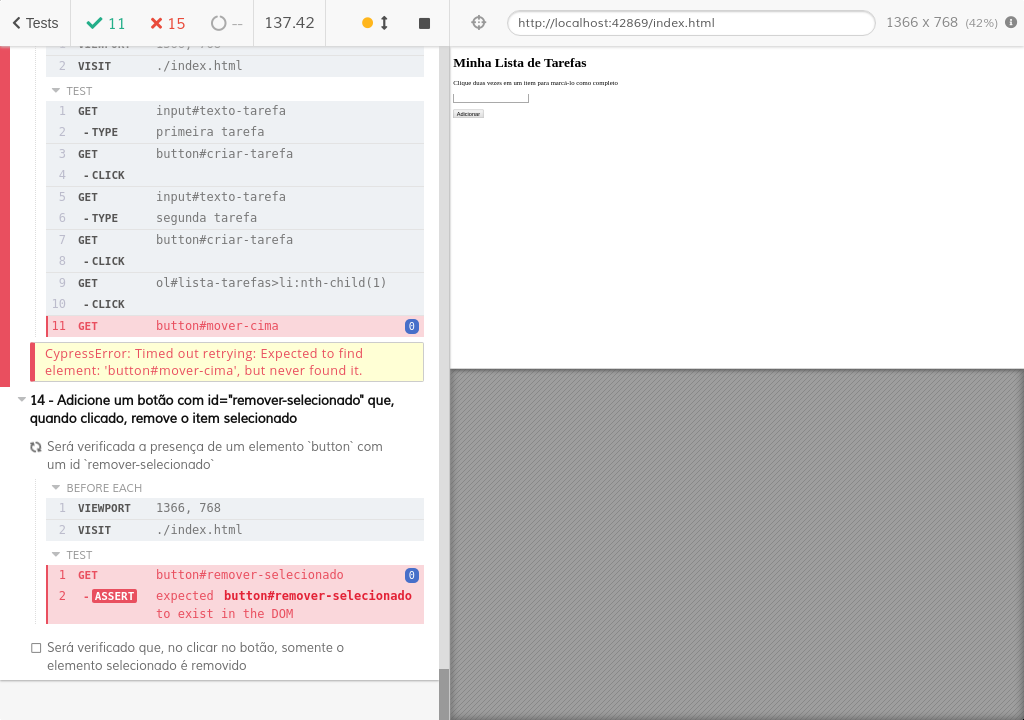 Tests 11 15 -- 137.42 http://localhost:42869/index.html 1366 x 768 (42%)
1 VIEWPORT 1366, 768
2 VISIT ./index.html
TEST
1 GET input#texto-tarefa
2 - TYPE primeira tarefa
3 GET button#criar-tarefa
4 - CLICK
5 GET input#texto-tarefa
6 - TYPE segunda tarefa
7 GET button#criar-tarefa
8 - CLICK
9 GET ol#lista-tarefas>li:nth-child(1)
10 - CLICK
11 GET button#mover-cima 0
CypressError: Timed out retrying: Expected to find
element: 'button#mover-cima', but never found it.
14 - Adicione um botão com id="remover-selecionado" que,
quando clicado, remove o item selecionado
Será verificada a presença de um elemento `button` com
um id `remover-selecionado`
BEFORE EACH
1 VIEWPORT 1366, 768
2 VISIT ./index.html
TEST
1 GET button#remover-selecionado 0
2 - ASSERT expected button#remover-selecionado
to exist in the DOM
Será verificado que, no clicar no botão, somente o
elemento selecionado é removido
Minha Lista de Tarefas
Clique duas vezes em um item para marcá-lo como completo
Adicionar